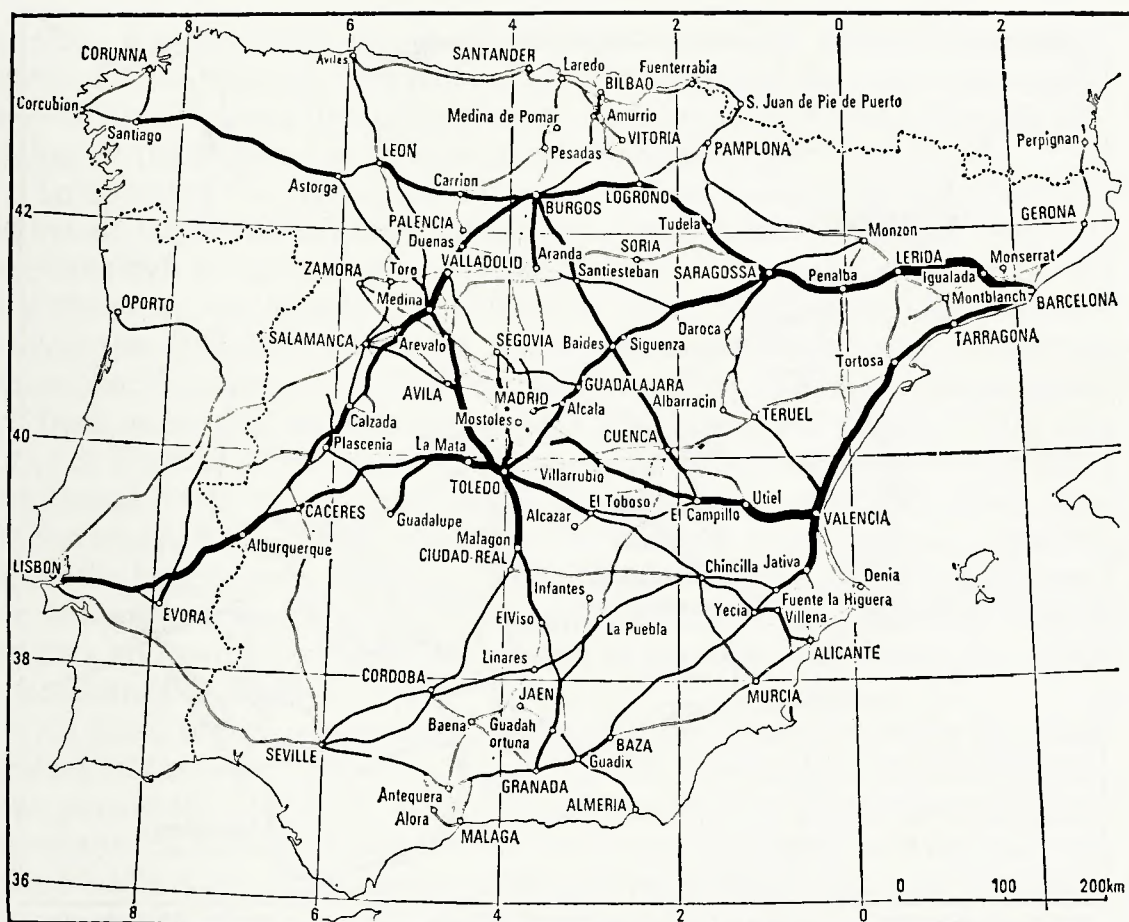 8 6 4 2 0 2
CORUNNA
Aviles
SANTANDER
Laredo
Fuenterrabia
BILBAO
S. Juan de Pie de Puerto
Corcubion
Santiago
Medina de Pomar
Amurrio
VITORIA
Perpignan
LEON
Pesadas
PAMPLONA
Astorga
Carrion
LOGRONO
BURGOS
GERONA
42
PALENCIA
Tudela
Monzon
Duenas
SORIA
Aranda
VALLADOLID
LERIDA
Monserrat
ZAMORA
Toro
Santiesteban
SARAGOSSA
Penalba
Igualada
Medina
Montblanch
BARCELONA
OPORTO
SALAMANCA
Arevalo
SEGOVIA
Daroca
TARRAGONA
Baides
Siguenza
Tortosa
AVILA
MADRID
GUADALAJARA
Alcala
Albarracin
TERUEL
Calzada
Mostoles
40
Plascenia
La Mata
CUENCA
TOLEDO
Villarrubio
Utiel
CACERES
Guadalupe
Alcazar
El Toboso
El Campillo
VALENCIA
Alburquerque
Malagon
CIUDAD-REAL
LISBON
Chincilla
Jativa
Denia
EVORA
Infantes
Fuente la Higuera
Yecla
Villena
ElViso
La Puebla
ALICANTE
38
Linares
CORDOBA
JAEN
MURCIA
Baena
Guadah
ortuna
SEVILLE
BAZA
Guadix
GRANADA
Antequera
ALMERIA
Alora
MALAGA
36
0 100 200km
8 6 4 2 0 2